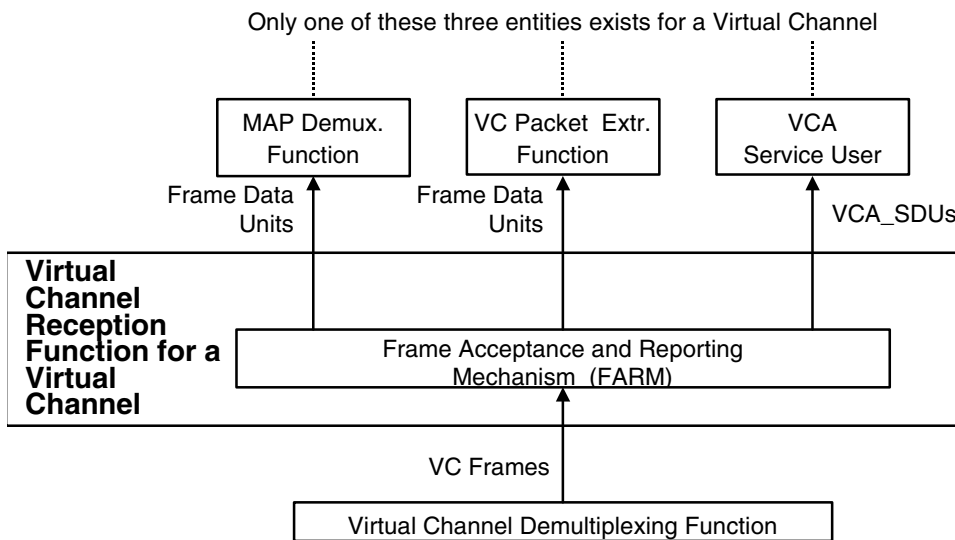 Only one of these three entities exists for a Virtual Channel
MAP Demux.
Function
VC Packet Extr.
Function
VCA
Service User
Frame Data
Units
Frame Data
Units
VCA_SDUs
Virtual
Channel
Reception
Function for a
Virtual
Channel
Frame Acceptance and Reporting
Mechanism (FARM)
VC Frames
Virtual Channel Demultiplexing Function